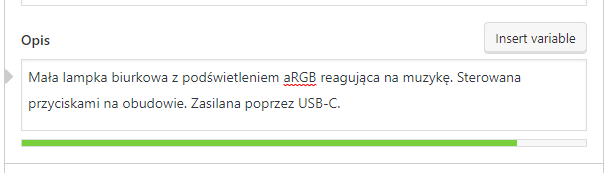 Opis
Insert variable
Mała lampka biurkowa z podświetleniem aRGB reagująca na muzykę. Sterowana
przyciskami na obudowie. Zasilana poprzez USB-C.